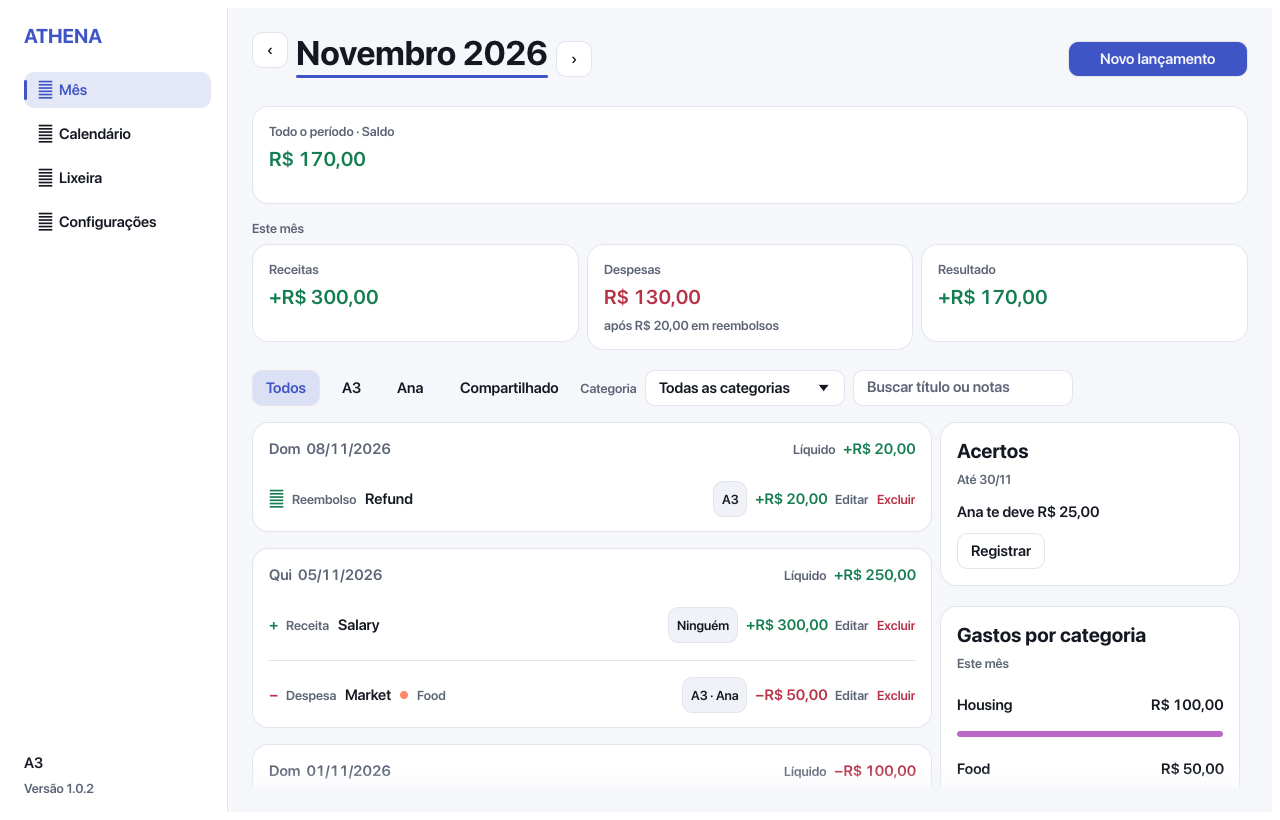 ATHENA
Mês
Calendário
Lixeira
Configurações
A3
Versão 1.0.2
‹ Novembro 2026 ›
Novo lançamento
Todo o período · Saldo
R$ 170,00
Este mês
Receitas
+R$ 300,00
Despesas
R$ 130,00
após R$ 20,00 em reembolsos
Resultado
+R$ 170,00
Todos A3 Ana Compartilhado Categoria Todas as categorias Buscar título ou notas
Dom 08/11/2026 Líquido +R$ 20,00
Reembolso Refund A3 +R$ 20,00 Editar Excluir
Qui 05/11/2026 Líquido +R$ 250,00
+ Receita Salary Ninguém +R$ 300,00 Editar Excluir
− Despesa Market Food A3 · Ana −R$ 50,00 Editar Excluir
Dom 01/11/2026 Líquido −R$ 100,00
Acertos
Até 30/11
Ana te deve R$ 25,00
Registrar
Gastos por categoria
Este mês
Housing R$ 100,00
Food R$ 50,00